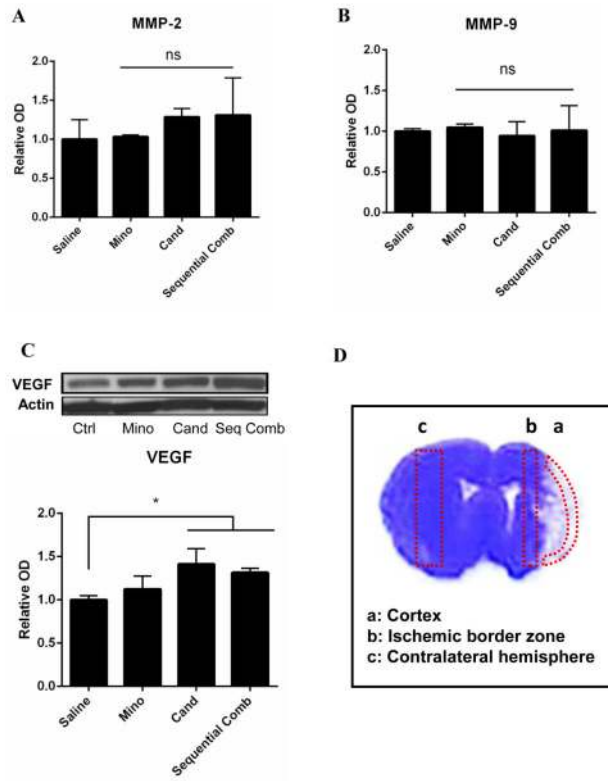 A
MMP-2
Relative OD
2.0
1.5
1.0
0.5
0.0
ns
Saline
Mino
Cand
Sequential Comb
B
MMP-9
Relative OD
2.0
1.5
1.0
0.5
0.0
ns
Saline
Mino
Cand
Sequential Comb
C
VEGF
Actin
Ctrl Mino Cand Seq Comb
VEGF
Relative OD
2.0
1.5
1.0
0.5
0.0
*
Saline
Mino
Cand
Sequential Comb
D
c b a
a: Cortex
b: Ischemic border zone
c: Contralateral hemisphere